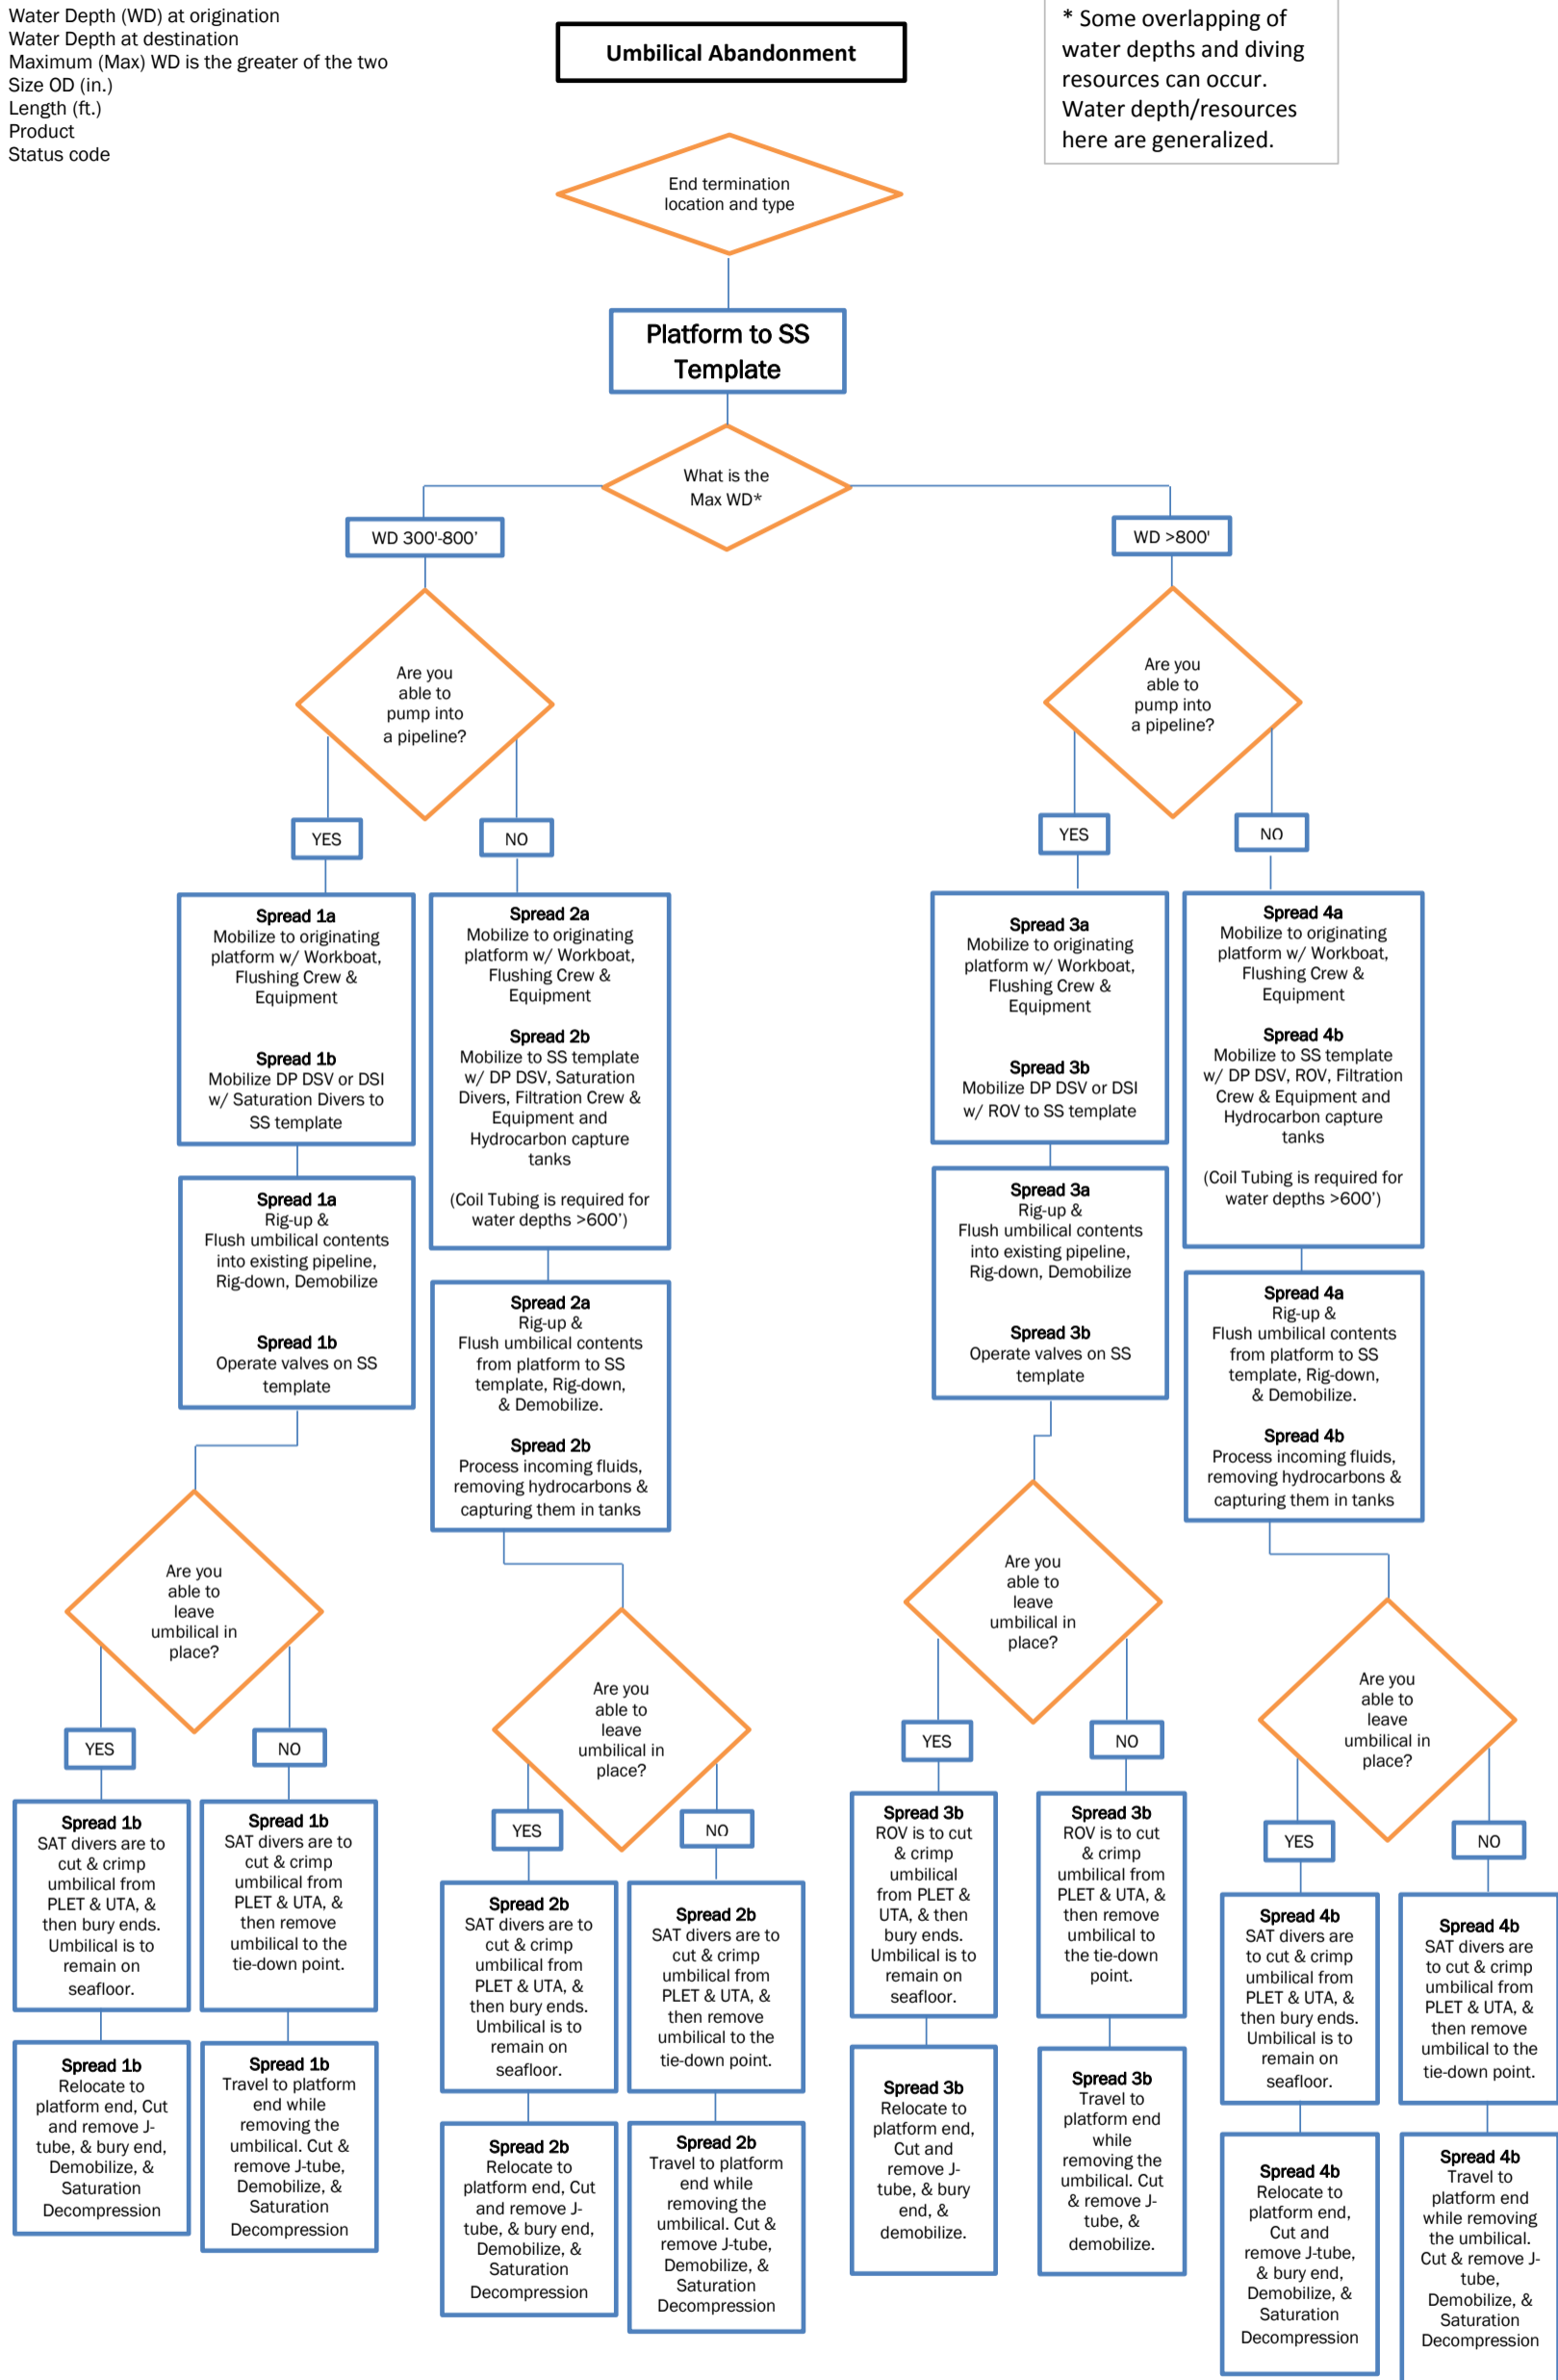 Water Depth (WD) at origination
Water Depth at destination
Maximum (Max) WD is the greater of the two
Size OD (in.)
Length (ft.)
Product
Status code
Umbilical Abandonment
* Some overlapping of
water depths and diving
resources can occur.
Water depth/resources
here are generalized.
End termination
location and type
Platform to SS
Template
What is the
Max WD*
WD 300'-800'
WD >800'
Are you
able to
pump into
a pipeline?
YES
NO
Are you
able to
pump into
a pipeline?
YES
NO
Spread 1a
Mobilize to originating
platform w/ Workboat,
Flushing Crew &
Equipment
Spread 1b
Mobilize DP DSV or DSI
w/ Saturation Divers to
SS template
Spread 2a
Mobilize to originating
platform w/ Workboat,
Flushing Crew &
Equipment
Spread 2b
Mobilize to SS template
w/ DP DSV, Saturation
Divers, Filtration Crew &
Equipment and
Hydrocarbon capture
tanks
(Coil Tubing is required for
water depths >600')
Spread 3a
Mobilize to originating
platform w/ Workboat,
Flushing Crew &
Equipment
Spread 3b
Mobilize DP DSV or DSI
w/ ROV to SS template
Spread 4a
Mobilize to originating
platform w/ Workboat,
Flushing Crew &
Equipment
Spread 4b
Mobilize to SS template
w/ DP DSV, ROV, Filtration
Crew & Equipment and
Hydrocarbon capture
tanks
(Coil Tubing is required for
water depths >600')
Spread 1a
Rig-up &
Flush umbilical contents
into existing pipeline,
Rig-down, Demobilize
Spread 1b
Operate valves on SS
template
Spread 2a
Rig-up &
Flush umbilical contents
from platform to SS
template, Rig-down,
& Demobilize.
Spread 2b
Process incoming fluids,
removing hydrocarbons &
capturing them in tanks
Spread 3a
Rig-up &
Flush umbilical contents
into existing pipeline,
Rig-down, Demobilize
Spread 3b
Operate valves on SS
template
Spread 4a
Rig-up &
Flush umbilical contents
from platform to SS
template, Rig-down,
& Demobilize.
Spread 4b
Process incoming fluids,
removing hydrocarbons &
capturing them in tanks
Are you
able to
leave
umbilical in
place?
YES
NO
Are you
able to
leave
umbilical in
place?
YES
NO
Are you
able to
leave
umbilical in
place?
YES
NO
Are you
able to
leave
umbilical in
place?
YES
NO
Spread 1b
SAT divers are to
cut & crimp
umbilical from
PLET & UTA, &
then bury ends.
Umbilical is to
remain on
seafloor.
Spread 1b
SAT divers are to
cut & crimp
umbilical from
PLET & UTA, &
then remove
umbilical to the
tie-down point.
Spread 2b
SAT divers are to
cut & crimp
umbilical from
PLET & UTA, &
then bury ends.
Umbilical is to
remain on
seafloor.
Spread 2b
SAT divers are to
cut & crimp
umbilical from
PLET & UTA, &
then remove
umbilical to the
tie-down point.
Spread 3b
ROV is to cut
& crimp
umbilical
from PLET &
UTA, & then
bury ends.
Umbilical is to
remain on
seafloor.
Spread 3b
ROV is to cut
& crimp
umbilical from
PLET & UTA, &
then remove
umbilical to
the tie-down
point.
Spread 4b
SAT divers are
to cut & crimp
umbilical from
PLET & UTA, &
then bury ends.
Umbilical is to
remain on
seafloor.
Spread 4b
SAT divers are
to cut & crimp
umbilical from
PLET & UTA, &
then remove
umbilical to the
tie-down point.
Spread 1b
Relocate to
platform end, Cut
and remove J-
tube, & bury end,
Demobilize, &
Saturation
Decompression
Spread 1b
Travel to platform
end while
removing the
umbilical. Cut &
remove J-tube,
Demobilize, &
Saturation
Decompression
Spread 2b
Relocate to
platform end, Cut
and remove J-
tube, & bury end,
Demobilize, &
Saturation
Decompression
Spread 2b
Travel to platform
end while
removing the
umbilical. Cut &
remove J-tube,
Demobilize, &
Saturation
Decompression
Spread 3b
Relocate to
platform end,
Cut and
remove J-
tube, & bury
end, &
demobilize.
Spread 3b
Travel to
platform end
while
removing the
umbilical. Cut
& remove J-
tube, &
demobilize.
Spread 4b
Relocate to
platform end,
Cut and
remove J-tube,
& bury end,
Demobilize, &
Saturation
Decompression
Spread 4b
Travel to
platform end
while removing
the umbilical.
Cut & remove J-
tube,
Demobilize, &
Saturation
Decompression